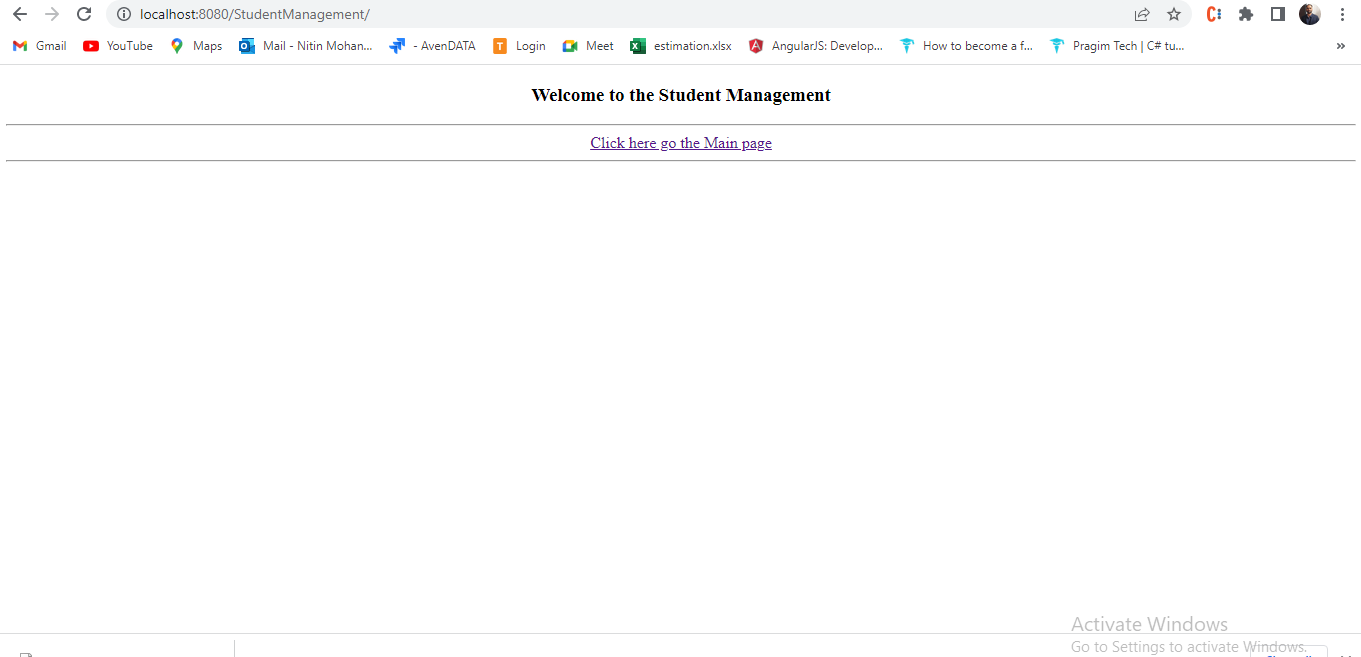 localhost:8080/StudentManagement/
Gmail YouTube Maps Mail - Nitin Mohan... - AvenDATA T Login Meet estimation.xlsx AngularJS: Develop... How to become a f... Pragim Tech | C# tu... »
Welcome to the Student Management
Click here go the Main page
Activate Windows
Go to Settings to activate Windows.